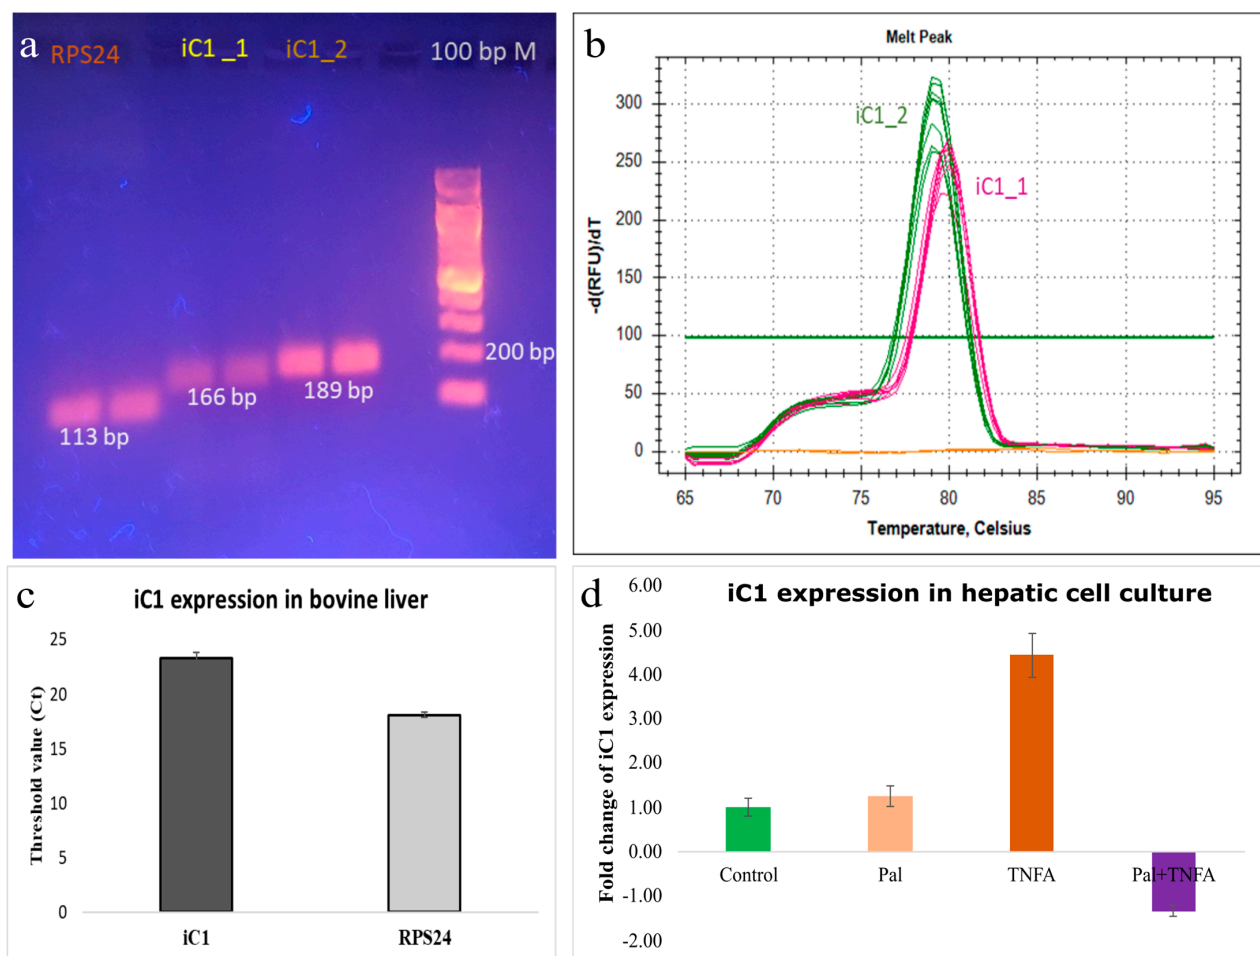 a
RPS24
iC1 _1
iC1_2
100 bp M
200 bp
189 bp
166 bp
113 bp
b
Melt Peak
-d(RFU)/dT
300
250
200
150
100
50
0
iC1_2
iC1_1
65
70
75
80
85
90
95
Temperature, Celsius
c
iC1 expression in bovine liver
Threshold value (Ct)
25
20
15
10
5
0
iC1
RPS24
d
iC1 expression in hepatic cell culture
Fold change of iC1 expression
6.00
5.00
4.00
3.00
2.00
1.00
0.00
-1.00
-2.00
Control
Pal
TNFA
Pal+TNFA